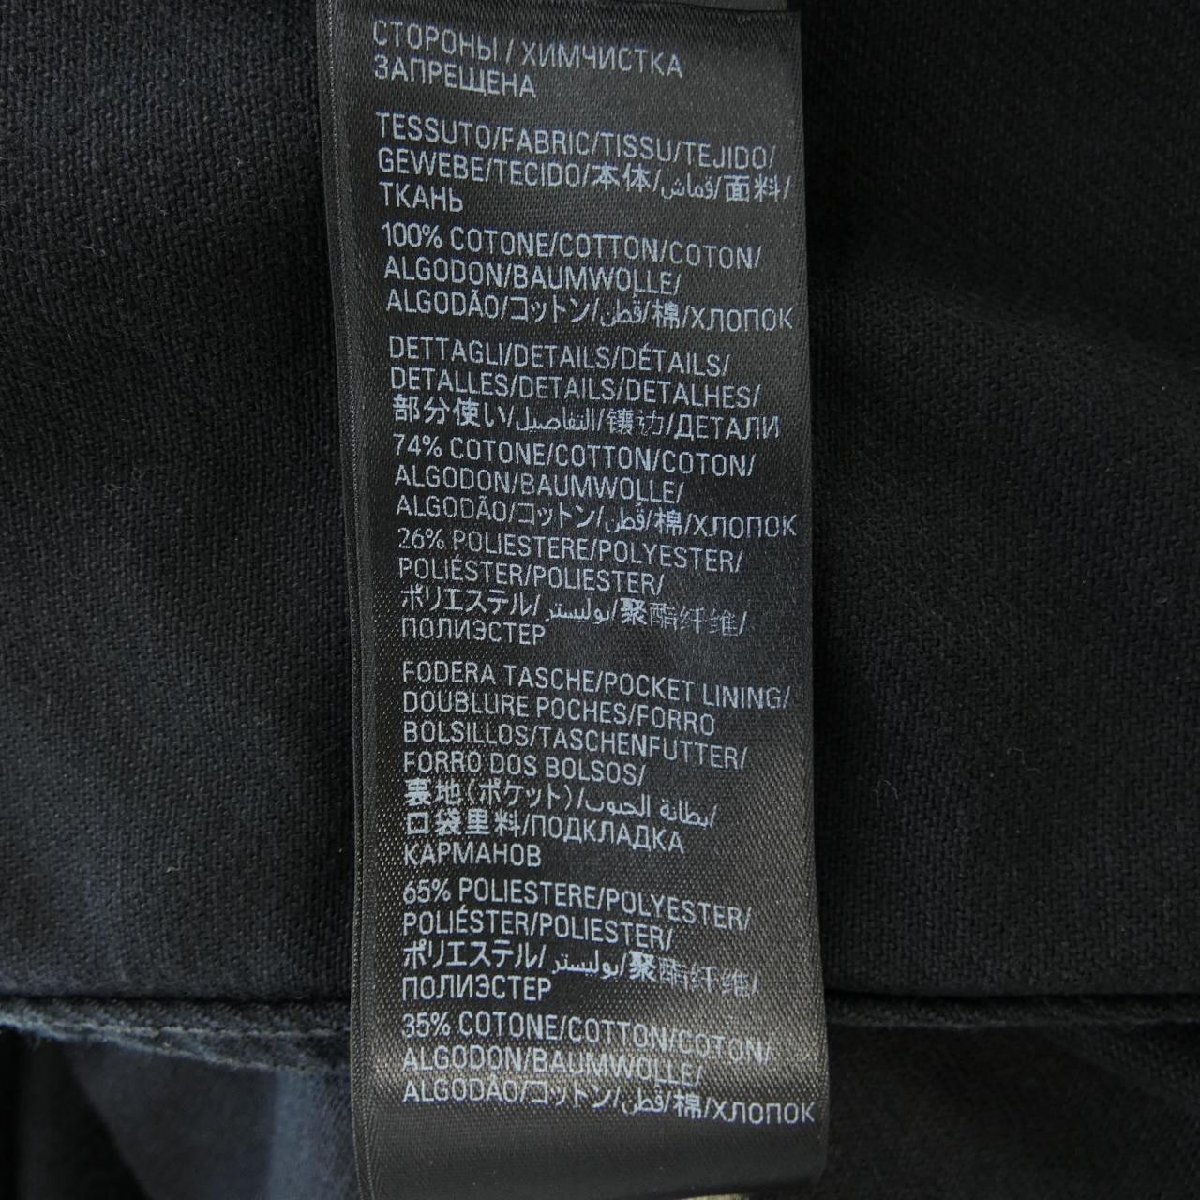 СТОРОНЫ/ХИМЧИСТКА
ЗАПРЕЩЕНА
TESSUTO/FABRIC/TISSU/TEJIDO/
GEWEBE/TECIDO/本体/قماش/面料/
ТКАНЬ
100% COTONE/COTTON/COTON/
ALGODON/BAUMWOLLE/
ALGODÃO/コットン/قطن/棉/ХЛОПОК
DETTAGLI/DETAILS/DÉTAILS/
DETALLES/DETAILS/DETALHES/
部分使い/التفاصيل/镶边/ДЕТАЛИ
74% COTONE/COTTON/COTON/
ALGODON/BAUMWOLLE/
ALGODÃO/コットン/قطن/棉/ХЛОПОК
26% POLIESTERE/POLYESTER/
POLIÉSTER/POLIESTER/
ポリエステル/بوليستر/聚酯纤维/
ПОЛИЭСТЕР
FODERA TASCHE/POCKET LINING/
DOUBLURE POCHES/FORRO
BOLSILLOS/TASCHENFUTTER/
FORRO DOS BOLSOS/
裏地(ポケット)/بطانة الجيوب/
口袋里料/ПОДКЛАДКА
КАРМАНОВ
65% POLIESTERE/POLYESTER/
POLIÉSTER/POLIESTER/
ポリエステル/بوليستر/聚酯纤维/
ПОЛИЭСТЕР
35% COTONE/COTTON/COTON/
ALGODON/BAUMWOLLE/
ALGODÃO/コットン/قطن/棉/ХЛОПОК